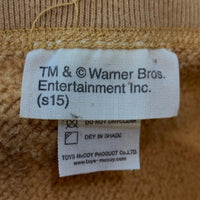 TM & © Warner Bros.
Entertainment Inc.
(s15)
DO NOT DRYCLEAN
DRY IN SHADE
TOYS McCOY PRODUCT CO.,LTD.
www.toys-mccoy.com